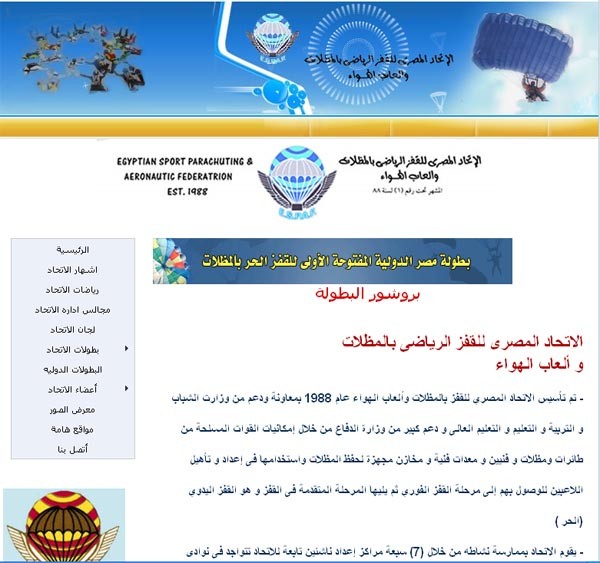 الإتحاد المصرى للقفز الرياضى بالمظلات
وألعاب الهواء
EGYPTIAN SPORT PARACHUTING &
AERONAUTIC FEDERATRION
EST. 1988
الإتحاد المصرى للقفز الرياضى بالمظلات
وألعاب الهواء
المشهر تحت رقم (٦) لسنة ٨٨
E.S.P.A.F
الرئيسية
اشهار الاتحاد
رياضات الاتحاد
مجالس ادارة الاتحاد
لجان الاتحاد
بطولات الاتحاد
البطولات الدوليه
أعضاء الاتحاد
معرض الصور
مواقع هامة
أتصل بنا
بطولة مصر الدولية المفتوحة الأولى للقفز الحر بالمظلات
بروشور البطولة
الاتحاد المصرى للقفز الرياضى بالمظلات
و ألعاب الهواء
- تم تأسيس الاتحاد المصري للقفز بالمظلات وألعاب الهواء عام 1988 بمعاونة ودعم من وزارت الشباب
و التربية و التعليم و التعليم العالى و دعم كبير من وزارة الدفاع من خلال إمكانيات القوات المسلحة من
طائرات ومظلات و فنيين و معدات فنية و مخازن مجهزة لحفظ المظلات واستخدامها فى إعداد و تأهيل
اللاعبين للوصول بهم إلى مرحلة القفز الفوري ثم يليها المرحلة المتقدمة فى القفز و هو القفز اليدوي
(الحر )
- يقوم الاتحاد بممارسة نشاطه من خلال (7) سبعة مراكز إعداد ناشئين تابعة للاتحاد تتواجد فى نوادى